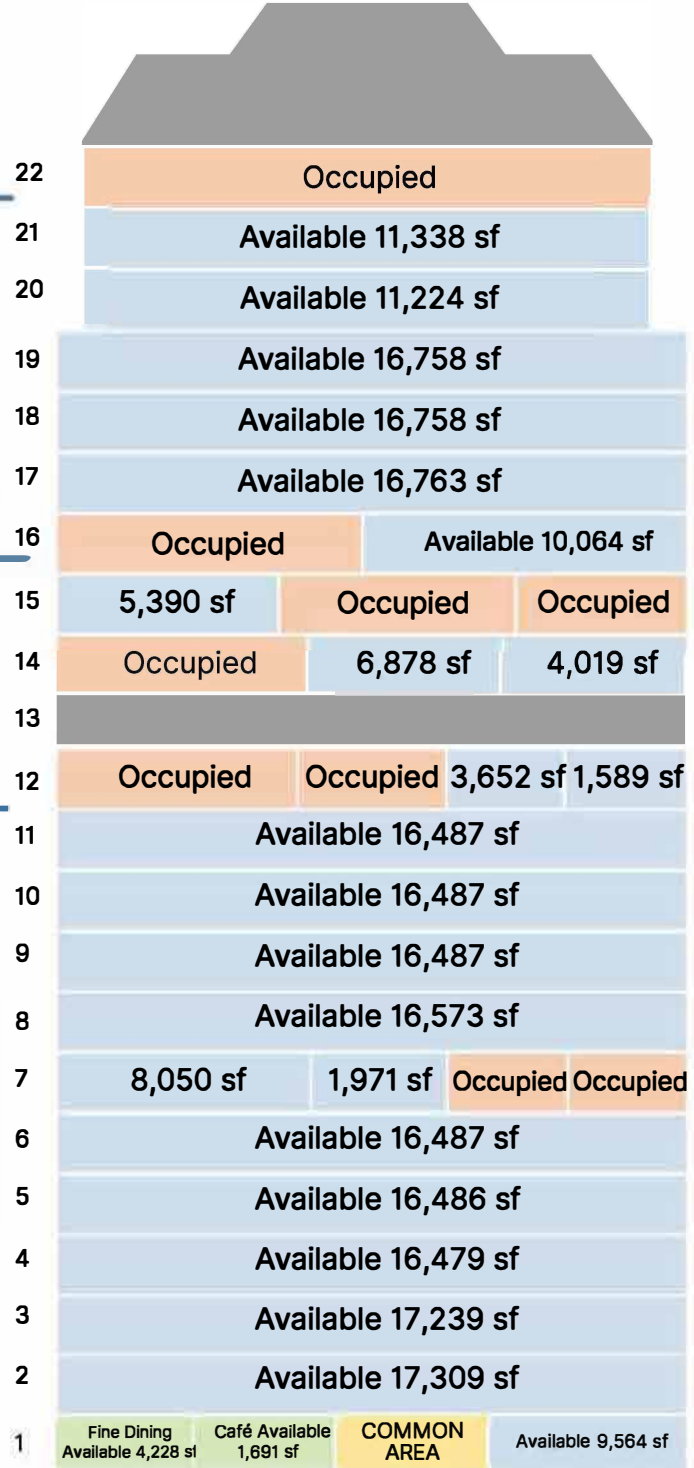 22 Occupied
21 Available 11,338 sf
20 Available 11,224 sf
19 Available 16,758 sf
18 Available 16,758 sf
17 Available 16,763 sf
16 Occupied Available 10,064 sf
15 5,390 sf Occupied Occupied
14 Occupied 6,878 sf 4,019 sf
13
12 Occupied Occupied 3,652 sf 1,589 sf
11 Available 16,487 sf
10 Available 16,487 sf
9 Available 16,487 sf
8 Available 16,573 sf
7 8,050 sf 1,971 sf Occupied Occupied
6 Available 16,487 sf
5 Available 16,486 sf
4 Available 16,479 sf
3 Available 17,239 sf
2 Available 17,309 sf
1
Fine Dining
Available 4,228 sf
Café Available
1,691 sf
COMMON
AREA
Available 9,564 sf